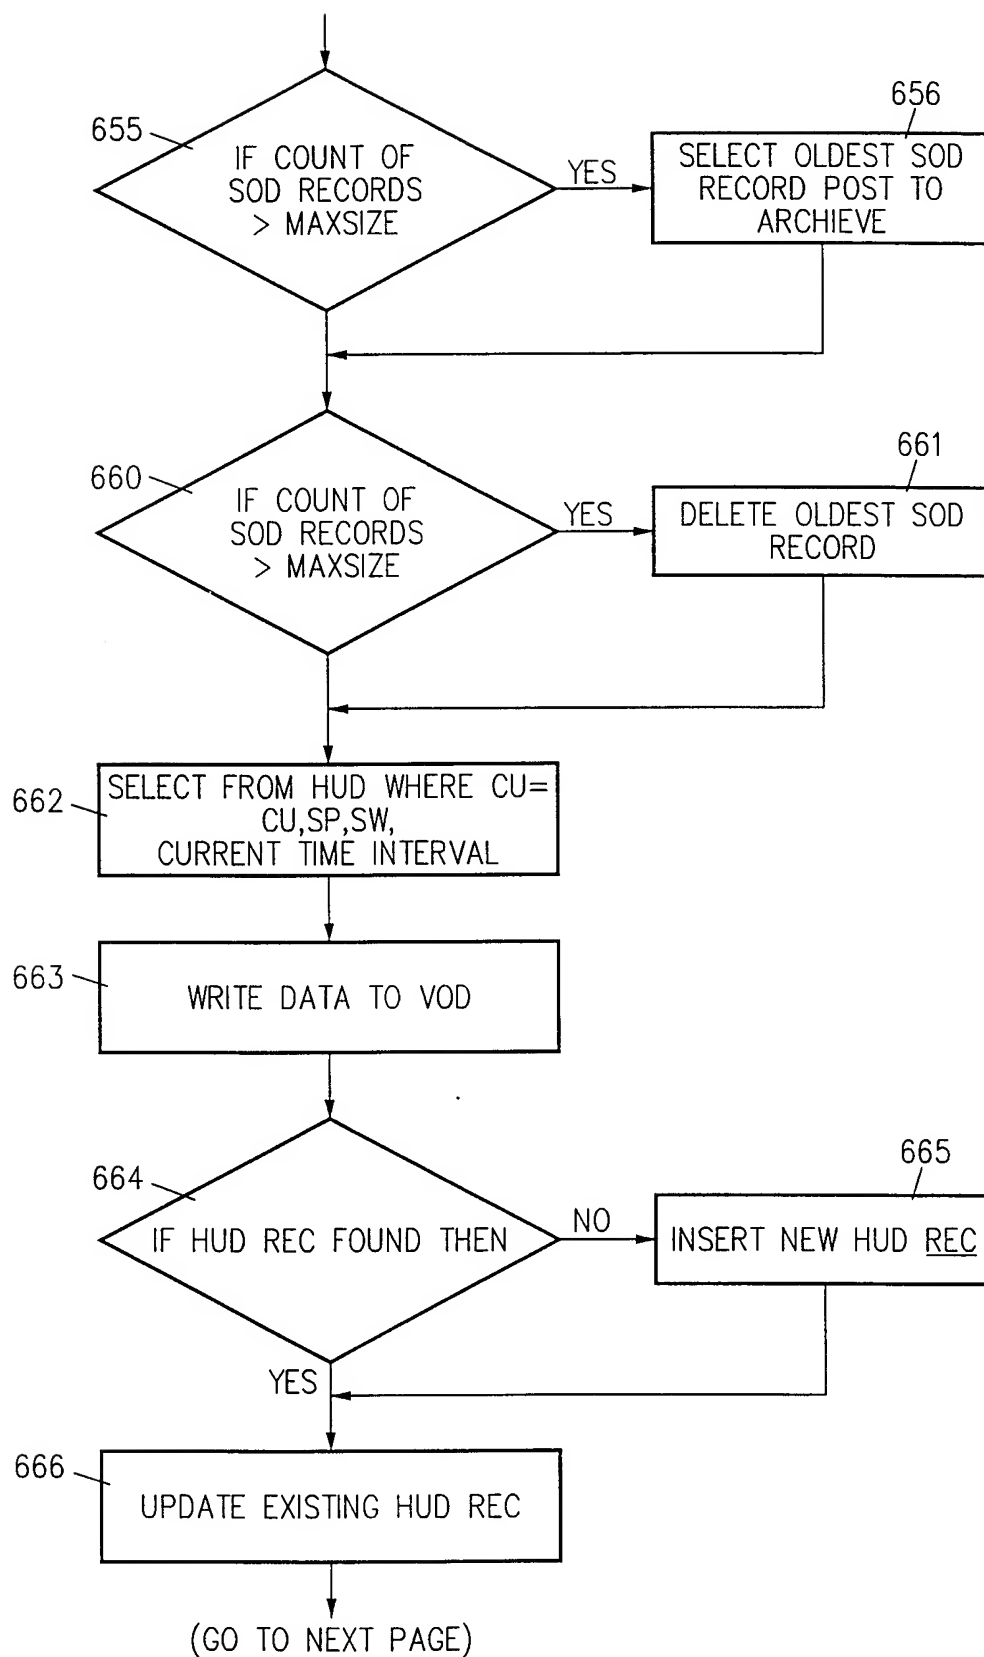 655
IF COUNT OF
SOD RECORDS
> MAXSIZE
YES
656
SELECT OLDEST SOD
RECORD POST TO
ARCHIEVE
660
IF COUNT OF
SOD RECORDS
> MAXSIZE
YES
661
DELETE OLDEST SOD
RECORD
662
SELECT FROM HUD WHERE CU=
CU,SP,SW,
CURRENT TIME INTERVAL
663
WRITE DATA TO VOD
664
IF HUD REC FOUND THEN
NO
665
INSERT NEW HUD REC
YES
666
UPDATE EXISTING HUD REC
(GO TO NEXT PAGE)